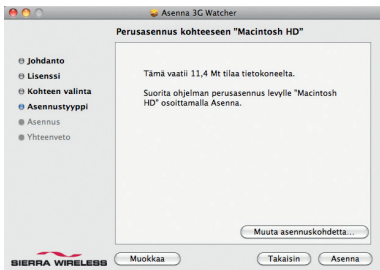 Asenna 3G Watcher
Perusasennus kohteeseen "Macintosh HD"
Johdanto
Lisenssi
Kohteen valinta
Asennustyyppi
Asennus
Yhteenveto
Tämä vaatii 11,4 Mt tilaa tietokoneelta.
Suorita ohjelman perusasennus levylle "Macintosh
HD" osoittamalla Asenna.
Muuta asennuskohdetta...
SIERRA WIRELESS
Muokkaa
Takaisin
Asenna